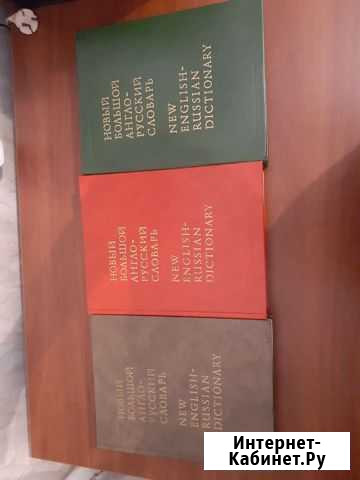 НОВЫЙ
БОЛЬШОЙ
АНГЛО-
РУССКИЙ
СЛОВАРЬ
NEW
ENGLISH-
RUSSIAN
DICTIONARY
НОВЫЙ
БОЛЬШОЙ
АНГЛО-
РУССКИЙ
СЛОВАРЬ
NEW
ENGLISH-
RUSSIAN
DICTIONARY
НОВЫЙ
БОЛЬШОЙ
АНГЛО-
РУССКИЙ
СЛОВАРЬ
NEW
ENGLISH-
RUSSIAN
DICTIONARY
Интернет-
Кабинет.Ру